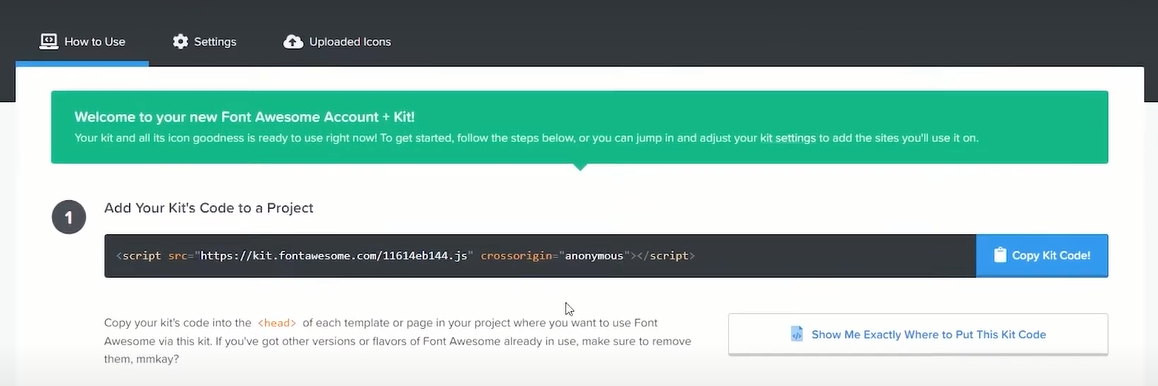 How to Use
Settings
Uploaded Icons
Welcome to your new Font Awesome Account + Kit!
Your kit and all its icon goodness is ready to use right now! To get started, follow the steps below, or you can jump in and adjust your kit settings to add the sites you'll use it on.
1
Add Your Kit's Code to a Project
<script src="https://kit.fontawesome.com/11614eb144.js" crossorigin="anonymous"></script>
Copy Kit Code!
Copy your kit's code into the <head> of each template or page in your project where you want to use Font
Awesome via this kit. If you've got other versions or flavors of Font Awesome already in use, make sure to remove
them, mmkay?
Show Me Exactly Where to Put This Kit Code